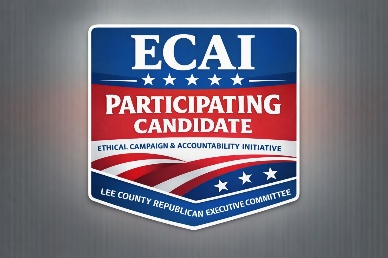 ECAI
PARTICIPATING
CANDIDATE
ETHICAL CAMPAIGN & ACCOUNTABILITY INITIATIVE
LEE COUNTY REPUBLICAN EXECUTIVE COMMITTEE